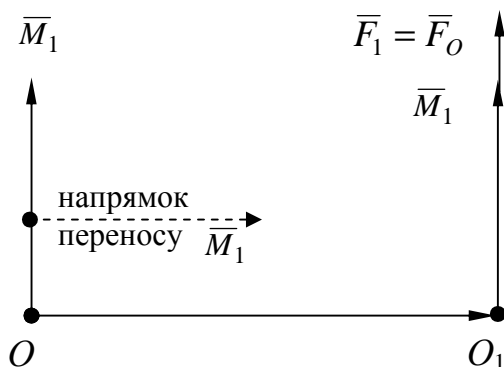 M̅₁
F̅₁ = F̅_O
M̅₁
напрямок
переносу
M̅₁
O
O₁